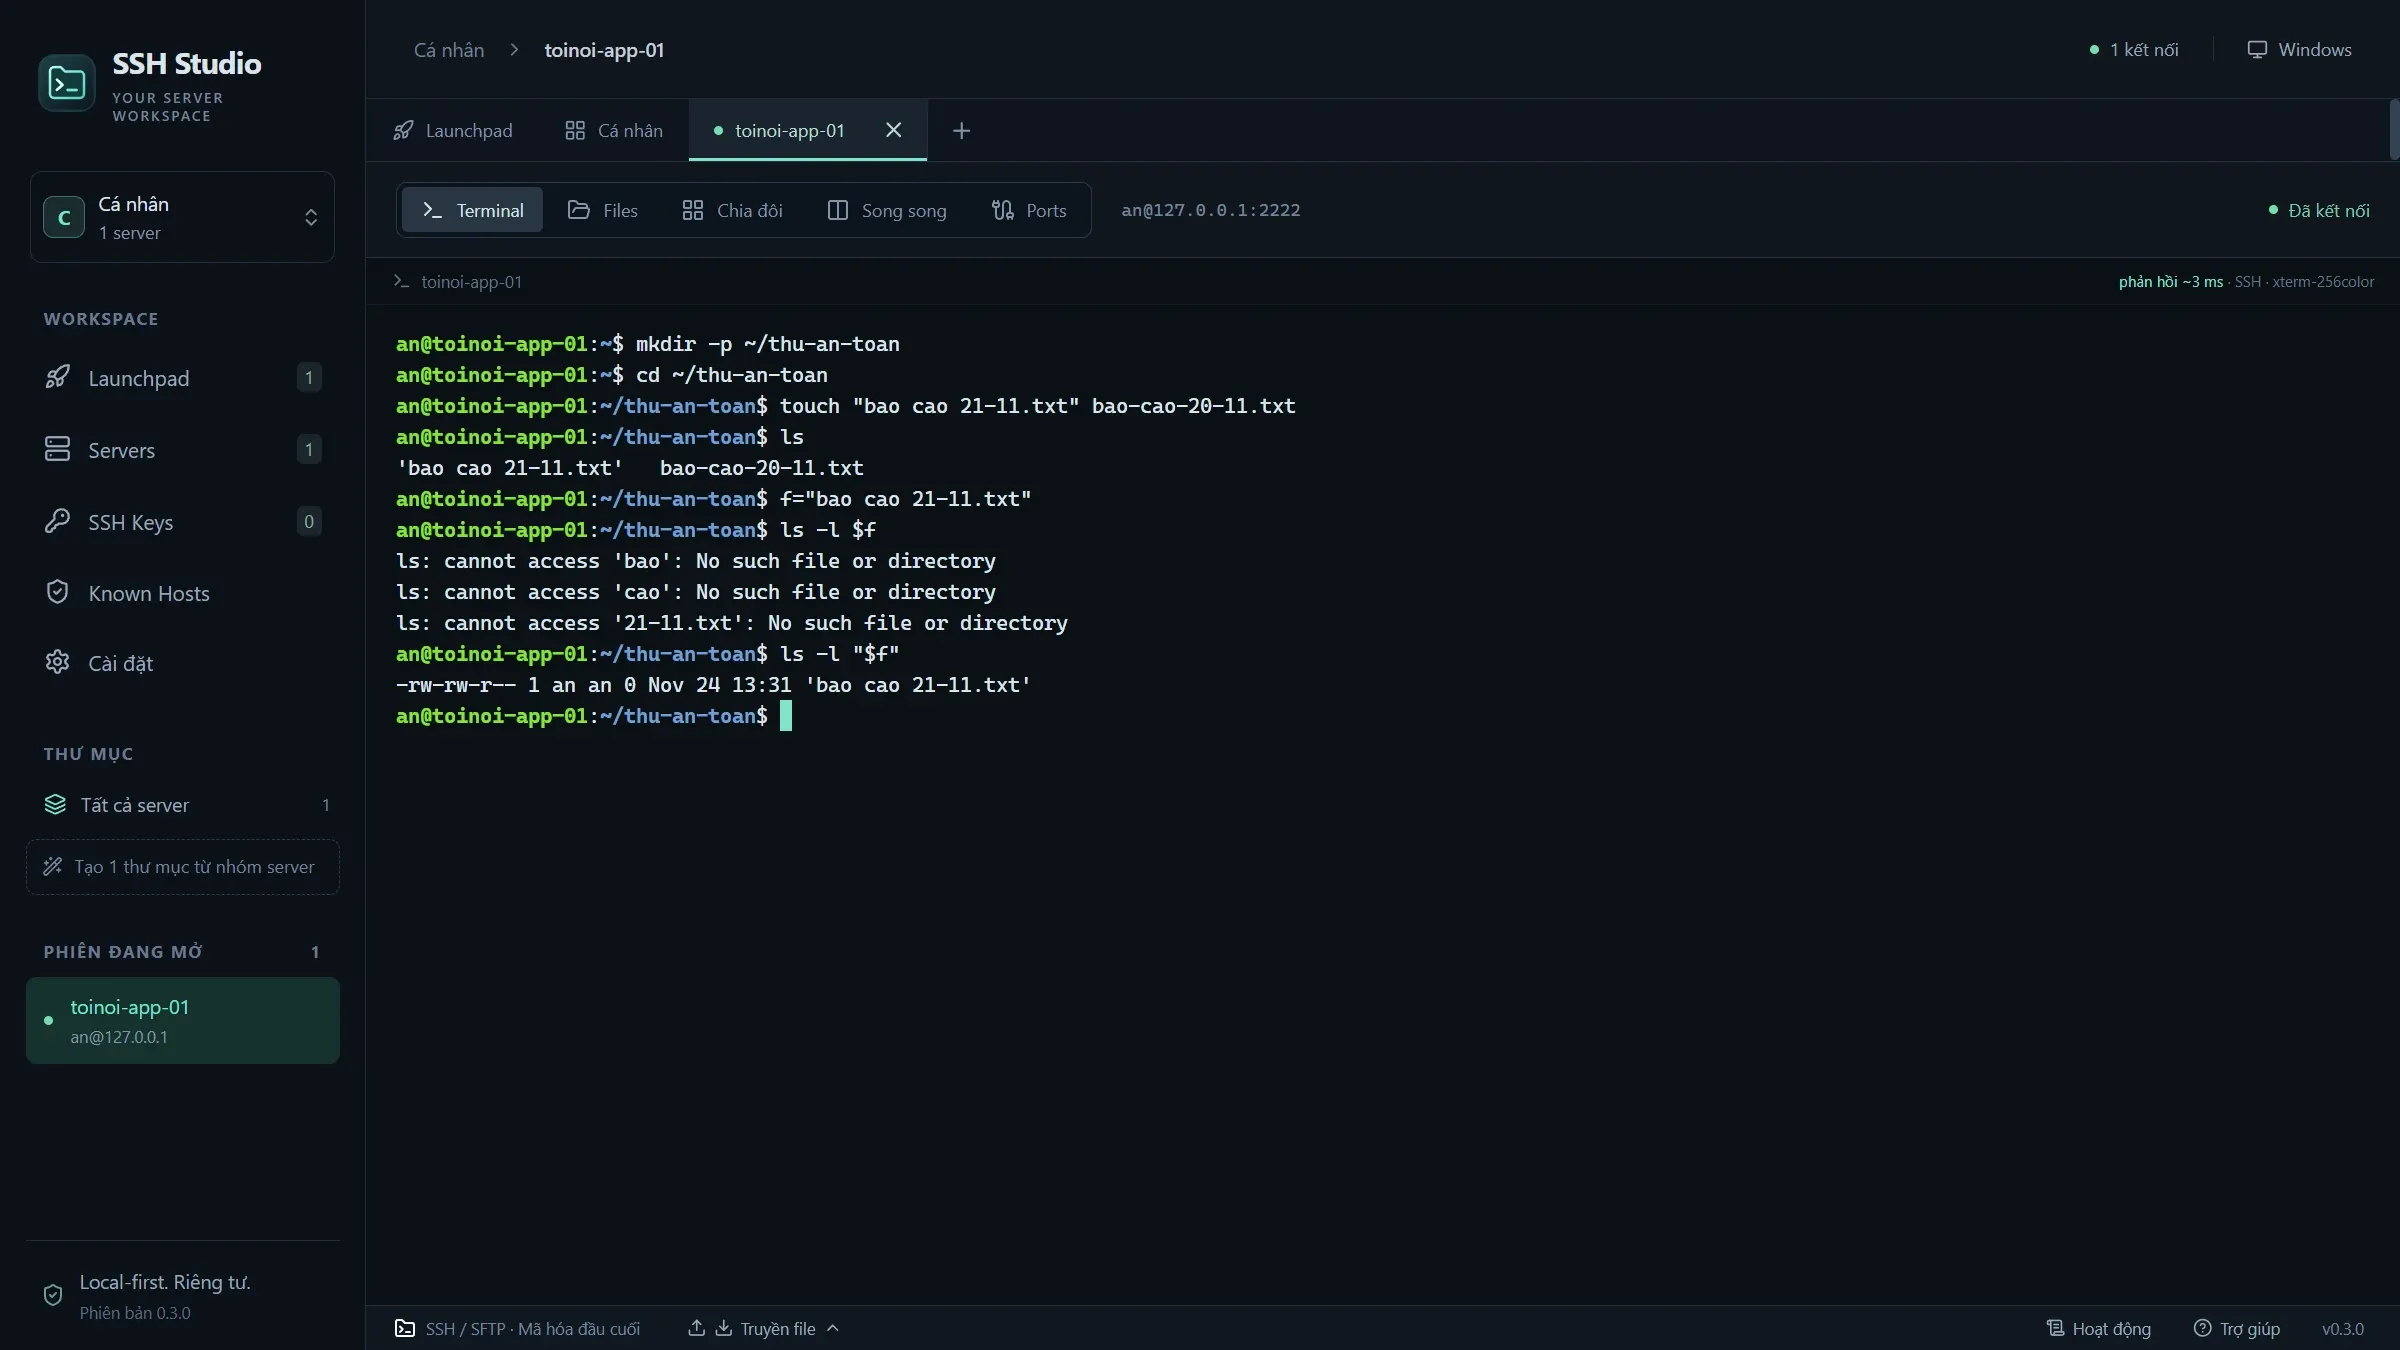 SSH Studio
YOUR SERVER
WORKSPACE
C
Cá nhân
1 server
WORKSPACE
Launchpad 1
Servers 1
SSH Keys 0
Known Hosts
Cài đặt
THƯ MỤC
Tất cả server 1
Tạo 1 thư mục từ nhóm server
PHIÊN ĐANG MỞ 1
toinoi-app-01
an@127.0.0.1
Local-first. Riêng tư.
Phiên bản 0.3.0
Cá nhân > toinoi-app-01
1 kết nối
Windows
Launchpad
Cá nhân
toinoi-app-01
Terminal
Files
Chia đôi
Song song
Ports
an@127.0.0.1:2222
Đã kết nối
toinoi-app-01
phản hồi ~3 ms · SSH · xterm-256color
an@toinoi-app-01:~$ mkdir -p ~/thu-an-toan
an@toinoi-app-01:~$ cd ~/thu-an-toan
an@toinoi-app-01:~/thu-an-toan$ touch "bao cao 21-11.txt" bao-cao-20-11.txt
an@toinoi-app-01:~/thu-an-toan$ ls
'bao cao 21-11.txt'   bao-cao-20-11.txt
an@toinoi-app-01:~/thu-an-toan$ f="bao cao 21-11.txt"
an@toinoi-app-01:~/thu-an-toan$ ls -l $f
ls: cannot access 'bao': No such file or directory
ls: cannot access 'cao': No such file or directory
ls: cannot access '21-11.txt': No such file or directory
an@toinoi-app-01:~/thu-an-toan$ ls -l "$f"
-rw-rw-r-- 1 an an 0 Nov 24 13:31 'bao cao 21-11.txt'
an@toinoi-app-01:~/thu-an-toan$
SSH / SFTP · Mã hóa đầu cuối
Truyền file
Hoạt động
Trợ giúp
v0.3.0